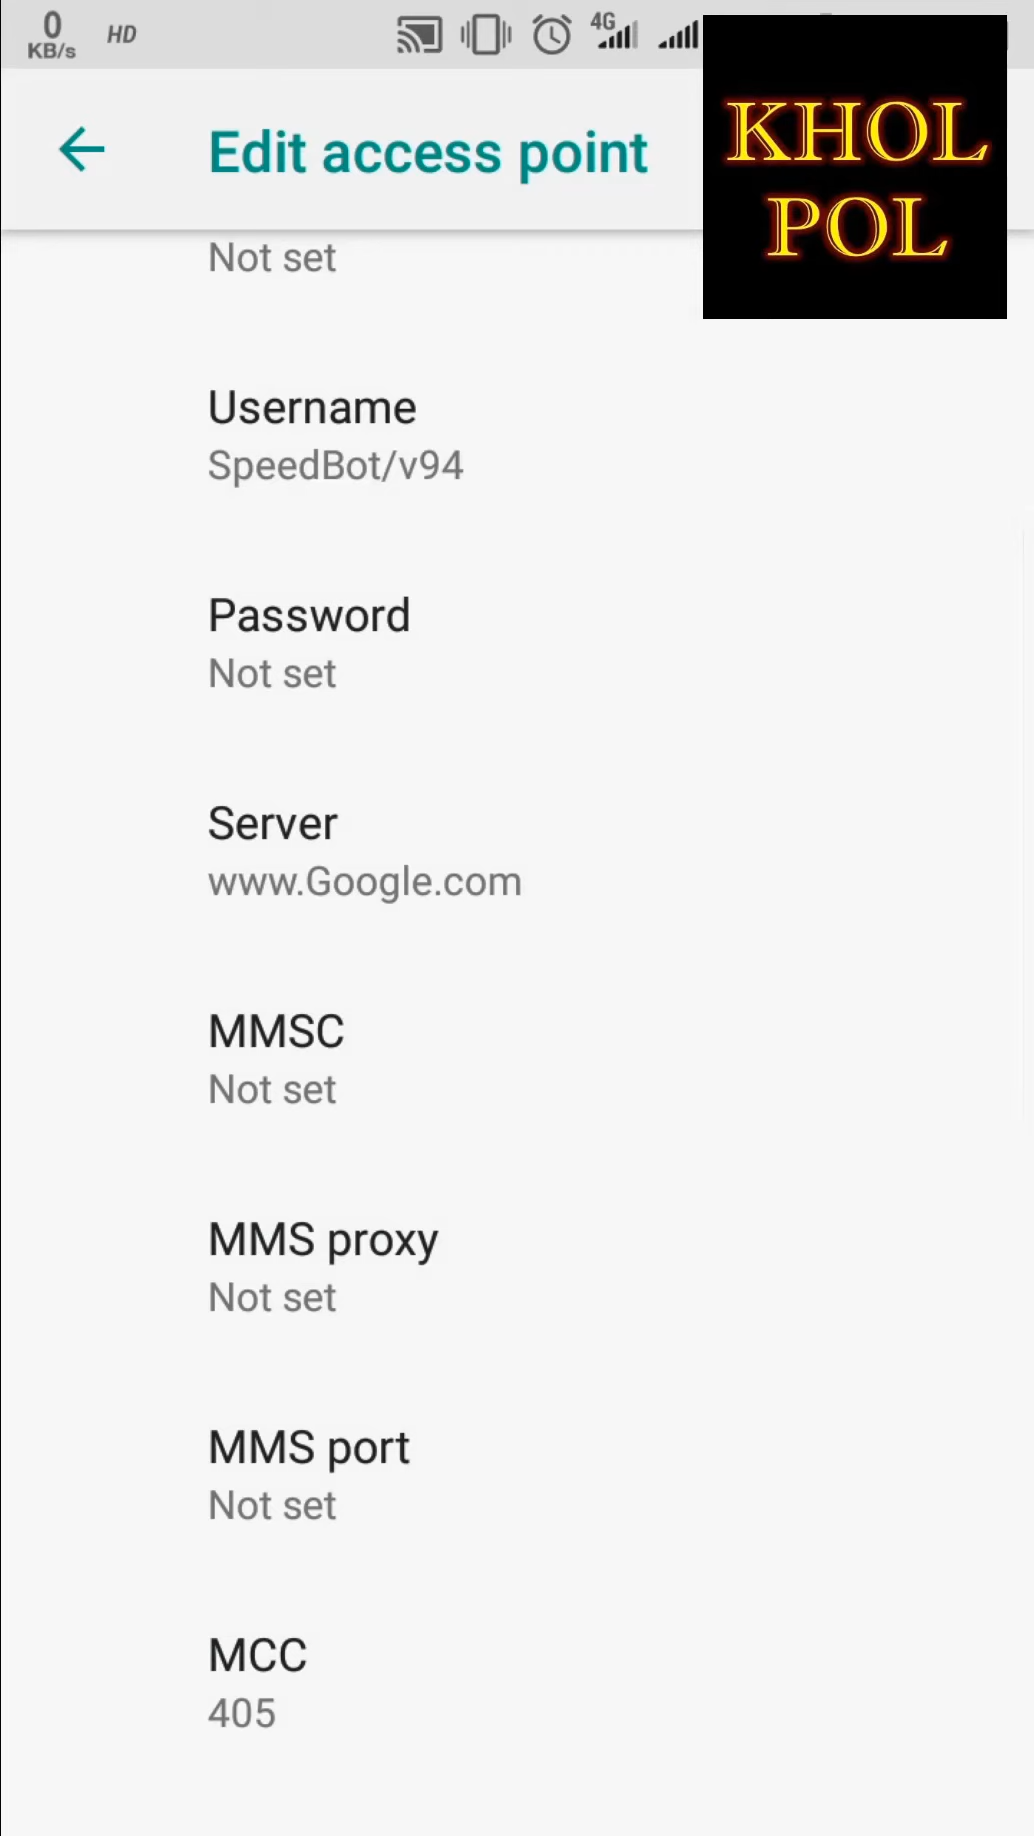 0
KB/s
HD
4G
Edit access point
KHOL
POL
Not set
Username
SpeedBot/v94
Password
Not set
Server
www.Google.com
MMSC
Not set
MMS proxy
Not set
MMS port
Not set
MCC
405